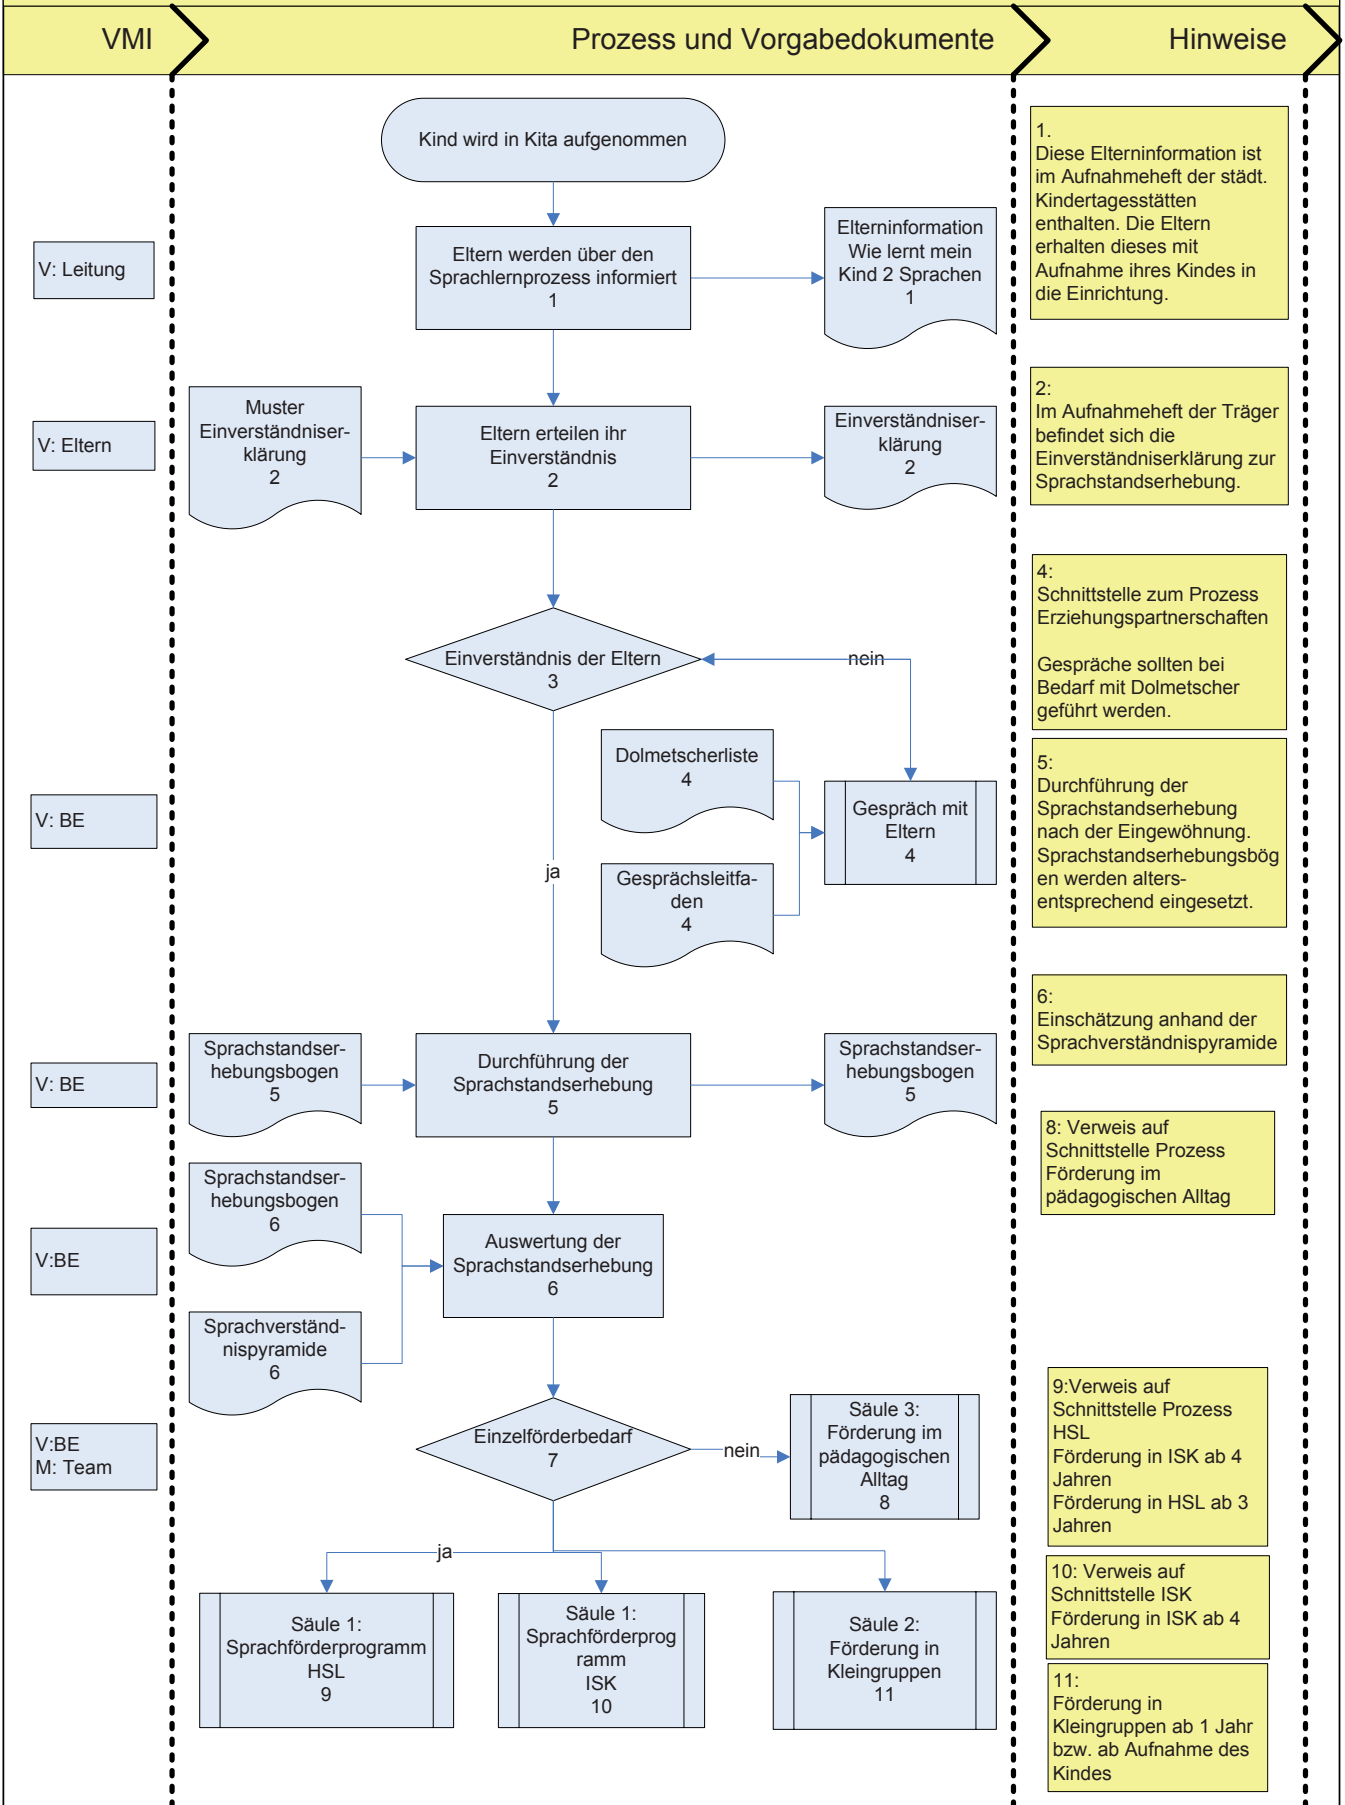 VMI
Prozess und Vorgabedokumente
Hinweise
Kind wird in Kita aufgenommen
1.
Diese Elterninformation ist
im Aufnahmeheft der städt.
Kindertagesstätten
enthalten. Die Eltern
erhalten dieses mit
Aufnahme ihres Kindes in
die Einrichtung.
V: Leitung
Eltern werden über den
Sprachlernprozess informiert
1
Elterninformation
Wie lernt mein
Kind 2 Sprachen
1
V: Eltern
Muster
Einverständniser-
klärung
2
Eltern erteilen ihr
Einverständnis
2
Einverständniser-
klärung
2
2:
Im Aufnahmeheft der Träger
befindet sich die
Einverständniserklärung zur
Sprachstandserhebung.
Einverständnis der Eltern
3
nein
4:
Schnittstelle zum Prozess
Erziehungspartnerschaften
Gespräche sollten bei
Bedarf mit Dolmetscher
geführt werden.
V: BE
Dolmetscherliste
4
Gespräch mit
Eltern
4
ja
Gesprächsleitfa-
den
4
5:
Durchführung der
Sprachstandserhebung
nach der Eingewöhnung.
Sprachstandserhebungsbög
en werden alters-
entsprechend eingesetzt.
V: BE
Sprachstandser-
hebungsbogen
5
Durchführung der
Sprachstandserhebung
5
Sprachstandser-
hebungsbogen
5
6:
Einschätzung anhand der
Sprachverständnispyramide
8: Verweis auf
Schnittstelle Prozess
Förderung im
pädagogischen Alltag
V:BE
Sprachstandser-
hebungsbogen
6
Auswertung der
Sprachstandserhebung
6
Sprachverständ-
nispyramide
6
V:BE
M: Team
Einzelförderbedarf
7
nein
Säule 3:
Förderung im
pädagogischen
Alltag
8
9:Verweis auf
Schnittstelle Prozess
HSL
Förderung in ISK ab 4
Jahren
Förderung in HSL ab 3
Jahren
ja
Säule 1:
Sprachförderprogramm
HSL
9
Säule 1:
Sprachförderprog
ramm
ISK
10
Säule 2:
Förderung in
Kleingruppen
11
10: Verweis auf
Schnittstelle ISK
Förderung in ISK ab 4
Jahren
11:
Förderung in
Kleingruppen ab 1 Jahr
bzw. ab Aufnahme des
Kindes